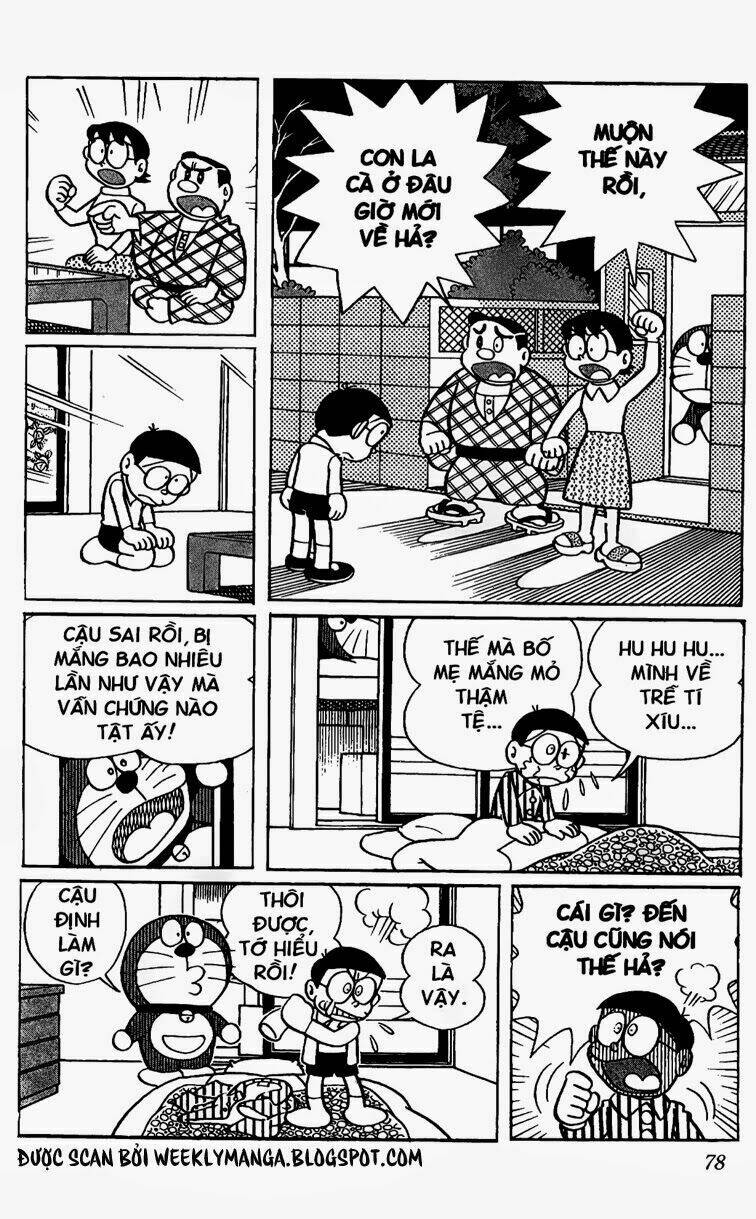 MUỘN
THẾ NÀY
RỒI,
CON LA
CÀ Ở ĐÂU
GIỜ MỚI
VỀ HẢ?
HU HU HU...
MÌNH VỀ
TRỄ TÍ
XÍU...
THẾ MÀ BỐ
MẸ MẮNG MỎ
THẬM
TỆ...
CẬU SAI RỒI, BỊ
MẮNG BAO NHIÊU
LẦN NHƯ VẬY MÀ
VẪN CHỨNG NÀO
TẬT ẤY!
CÁI GÌ? ĐẾN
CẬU CŨNG NÓI
THẾ HẢ?
RA
LÀ
VẬY.
THÔI
ĐƯỢC,
TỚ HIỂU
RỒI!
CẬU
ĐỊNH
LÀM
GÌ?
ĐƯỢC SCAN BỞI WEEKLYMANGA.BLOGSPOT.COM
78